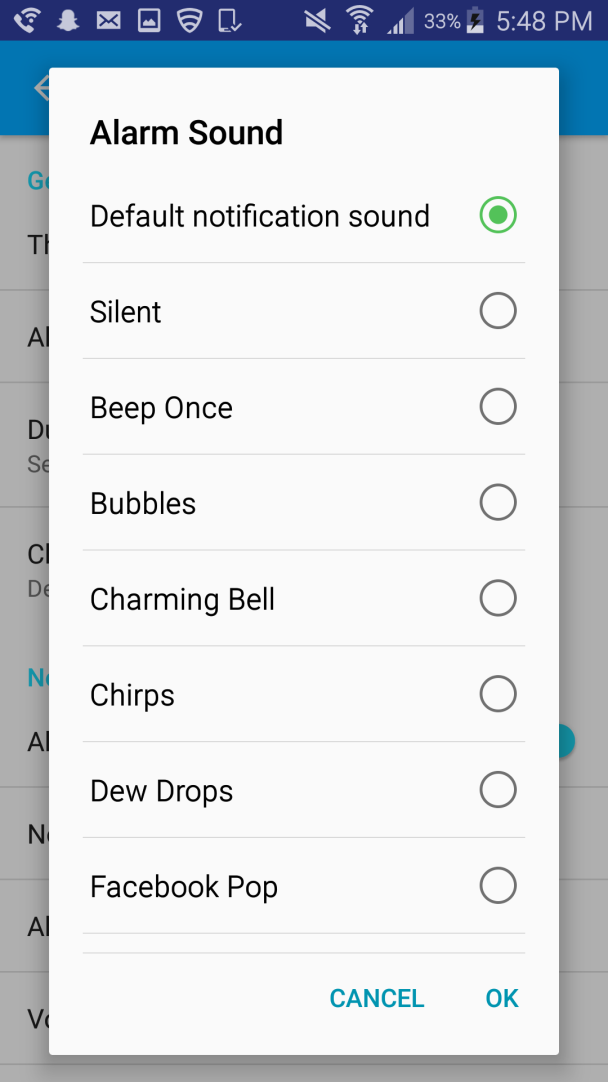 33% 5:48 PM
Alarm Sound
Default notification sound
Silent
Beep Once
Bubbles
Charming Bell
Chirps
Dew Drops
Facebook Pop
CANCEL OK